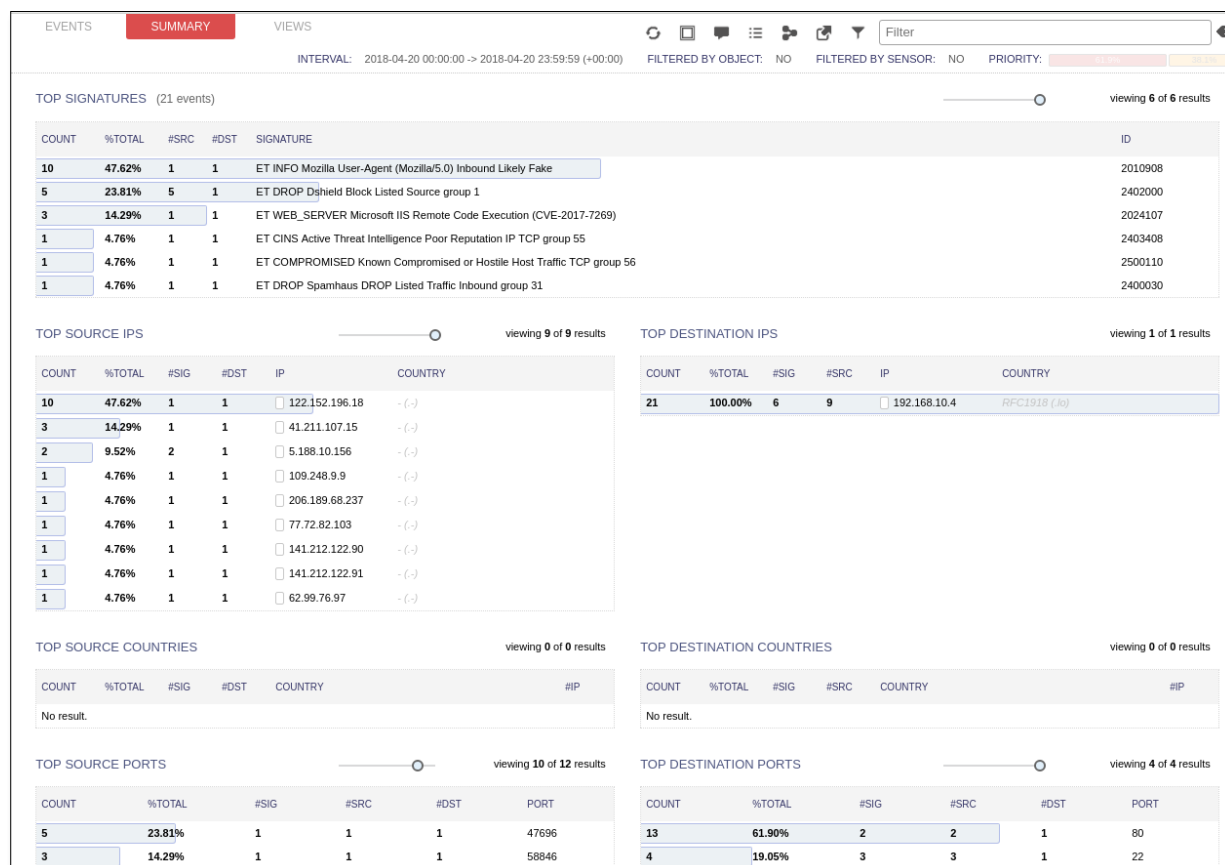 EVENTS SUMMARY VIEWS Filter
INTERVAL: 2018-04-20 00:00:00 -> 2018-04-20 23:59:59 (+00:00) FILTERED BY OBJECT: NO FILTERED BY SENSOR: NO PRIORITY:
TOP SIGNATURES (21 events) viewing 6 of 6 results
COUNT %TOTAL #SRC #DST SIGNATURE ID
10 47.62% 1 1 ET INFO Mozilla User-Agent (Mozilla/5.0) Inbound Likely Fake 2010908
5 23.81% 5 1 ET DROP Dshield Block Listed Source group 1 2402000
3 14.29% 1 1 ET WEB_SERVER Microsoft IIS Remote Code Execution (CVE-2017-7269) 2024107
1 4.76% 1 1 ET CINS Active Threat Intelligence Poor Reputation IP TCP group 55 2403408
1 4.76% 1 1 ET COMPROMISED Known Compromised or Hostile Host Traffic TCP group 56 2500110
1 4.76% 1 1 ET DROP Spamhaus DROP Listed Traffic Inbound group 31 2400030
TOP SOURCE IPS viewing 9 of 9 results
COUNT %TOTAL #SIG #DST IP COUNTRY
10 47.62% 1 1 122.152.196.18 - (.-)
3 14.29% 1 1 41.211.107.15 - (.-)
2 9.52% 2 1 5.188.10.156 - (.-)
1 4.76% 1 1 109.248.9.9 - (.-)
1 4.76% 1 1 206.189.68.237 - (.-)
1 4.76% 1 1 77.72.82.103 - (.-)
1 4.76% 1 1 141.212.122.90 - (.-)
1 4.76% 1 1 141.212.122.91 - (.-)
1 4.76% 1 1 62.99.76.97 - (.-)
TOP DESTINATION IPS viewing 1 of 1 results
COUNT %TOTAL #SIG #SRC IP COUNTRY
21 100.00% 6 9 192.168.10.4 RFC1918 (.lo)
TOP SOURCE COUNTRIES viewing 0 of 0 results
COUNT %TOTAL #SIG #DST COUNTRY #IP
No result.
TOP DESTINATION COUNTRIES viewing 0 of 0 results
COUNT %TOTAL #SIG #SRC COUNTRY #IP
No result.
TOP SOURCE PORTS viewing 10 of 12 results
COUNT %TOTAL #SIG #SRC #DST PORT
5 23.81% 1 1 1 47696
3 14.29% 1 1 1 58846
TOP DESTINATION PORTS viewing 4 of 4 results
COUNT %TOTAL #SIG #SRC #DST PORT
13 61.90% 2 2 1 80
4 19.05% 3 3 1 22